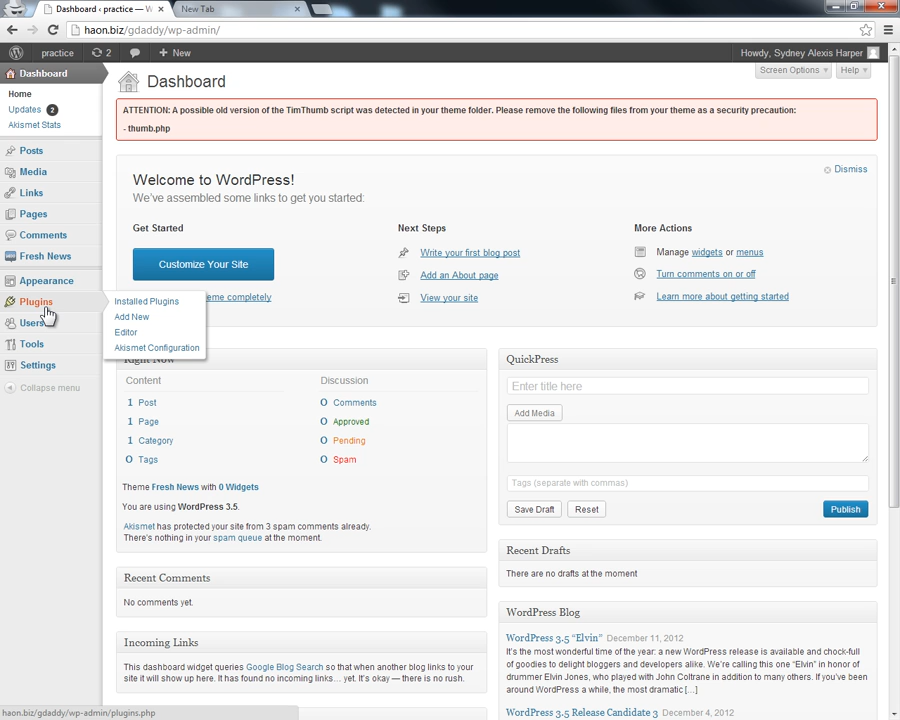 Dashboard ‹ practice — W
New Tab
haon.biz/gdaddy/wp-admin/
practice
2
+ New
Howdy, Sydney Alexis Harper
Dashboard
Home
Updates 2
Akismet Stats
Posts
Media
Links
Pages
Comments
Fresh News
Appearance
Plugins
Users
Tools
Settings
Collapse menu
Installed Plugins
Add New
Editor
Akismet Configuration
Dashboard
Screen Options
Help
ATTENTION: A possible old version of the TimThumb script was detected in your theme folder. Please remove the following files from your theme as a security precaution:
- thumb.php
Welcome to WordPress!
Dismiss
We've assembled some links to get you started:
Get Started
Customize Your Site
eme completely
Next Steps
Write your first blog post
Add an About page
View your site
More Actions
Manage widgets or menus
Turn comments on or off
Learn more about getting started
Right Now
Content
1 Post
1 Page
1 Category
0 Tags
Discussion
0 Comments
0 Approved
0 Pending
0 Spam
Theme Fresh News with 0 Widgets
You are using WordPress 3.5.
Akismet has protected your site from 3 spam comments already.
There's nothing in your spam queue at the moment.
Recent Comments
No comments yet.
Incoming Links
This dashboard widget queries Google Blog Search so that when another blog links to your
site it will show up here. It has found no incoming links… yet. It's okay — there is no rush.
QuickPress
Enter title here
Add Media
Tags (separate with commas)
Save Draft
Reset
Publish
Recent Drafts
There are no drafts at the moment
WordPress Blog
WordPress 3.5 “Elvin” December 11, 2012
It's the most wonderful time of the year: a new WordPress release is available and chock-full
of goodies to delight bloggers and developers alike. We're calling this one “Elvin” in honor of
drummer Elvin Jones, who played with John Coltrane in addition to many others. If you've been
around WordPress a while, the most dramatic […]
WordPress 3.5 Release Candidate 3 December 4, 2012
haon.biz/gdaddy/wp-admin/plugins.php